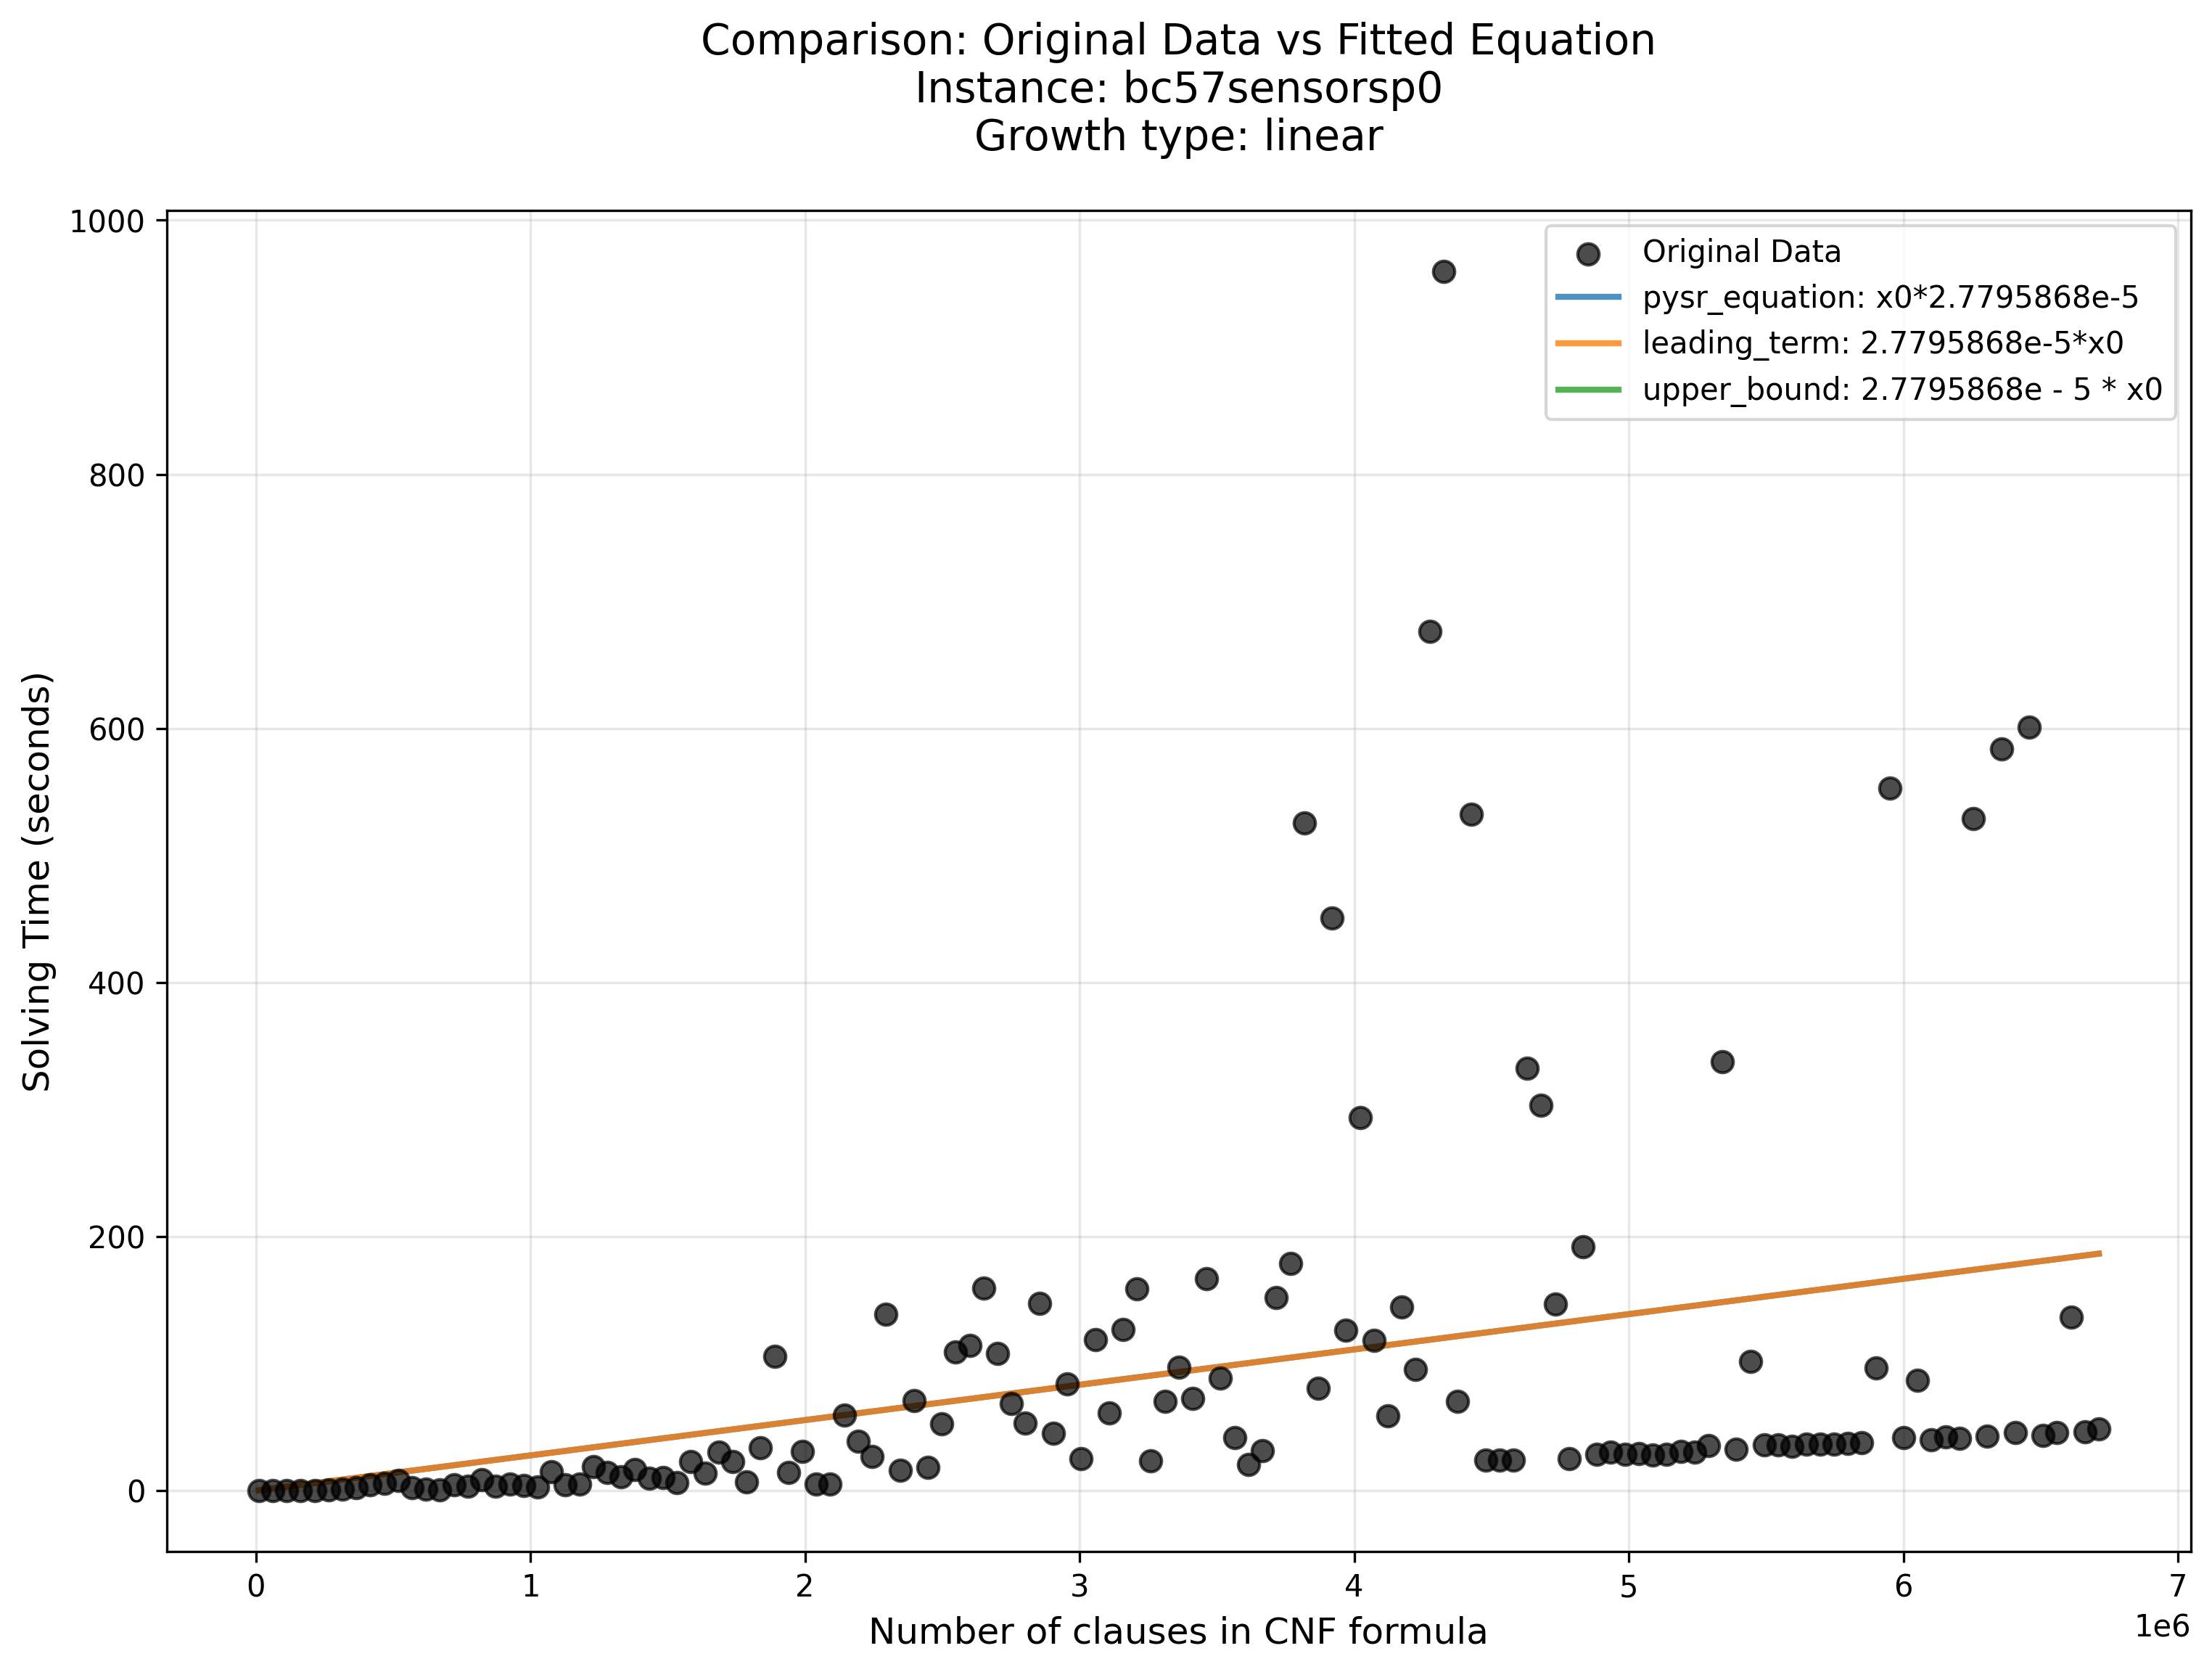 Comparison: Original Data vs Fitted Equation
Instance: bc57sensorsp0
Growth type: linear
1000
800
600
400
200
0
Solving Time (seconds)
Original Data
pysr_equation: x0*2.7795868e-5
leading_term: 2.7795868e-5*x0
upper_bound: 2.7795868e - 5 * x0
0 1 2 3 4 5 6 7
1e6
Number of clauses in CNF formula